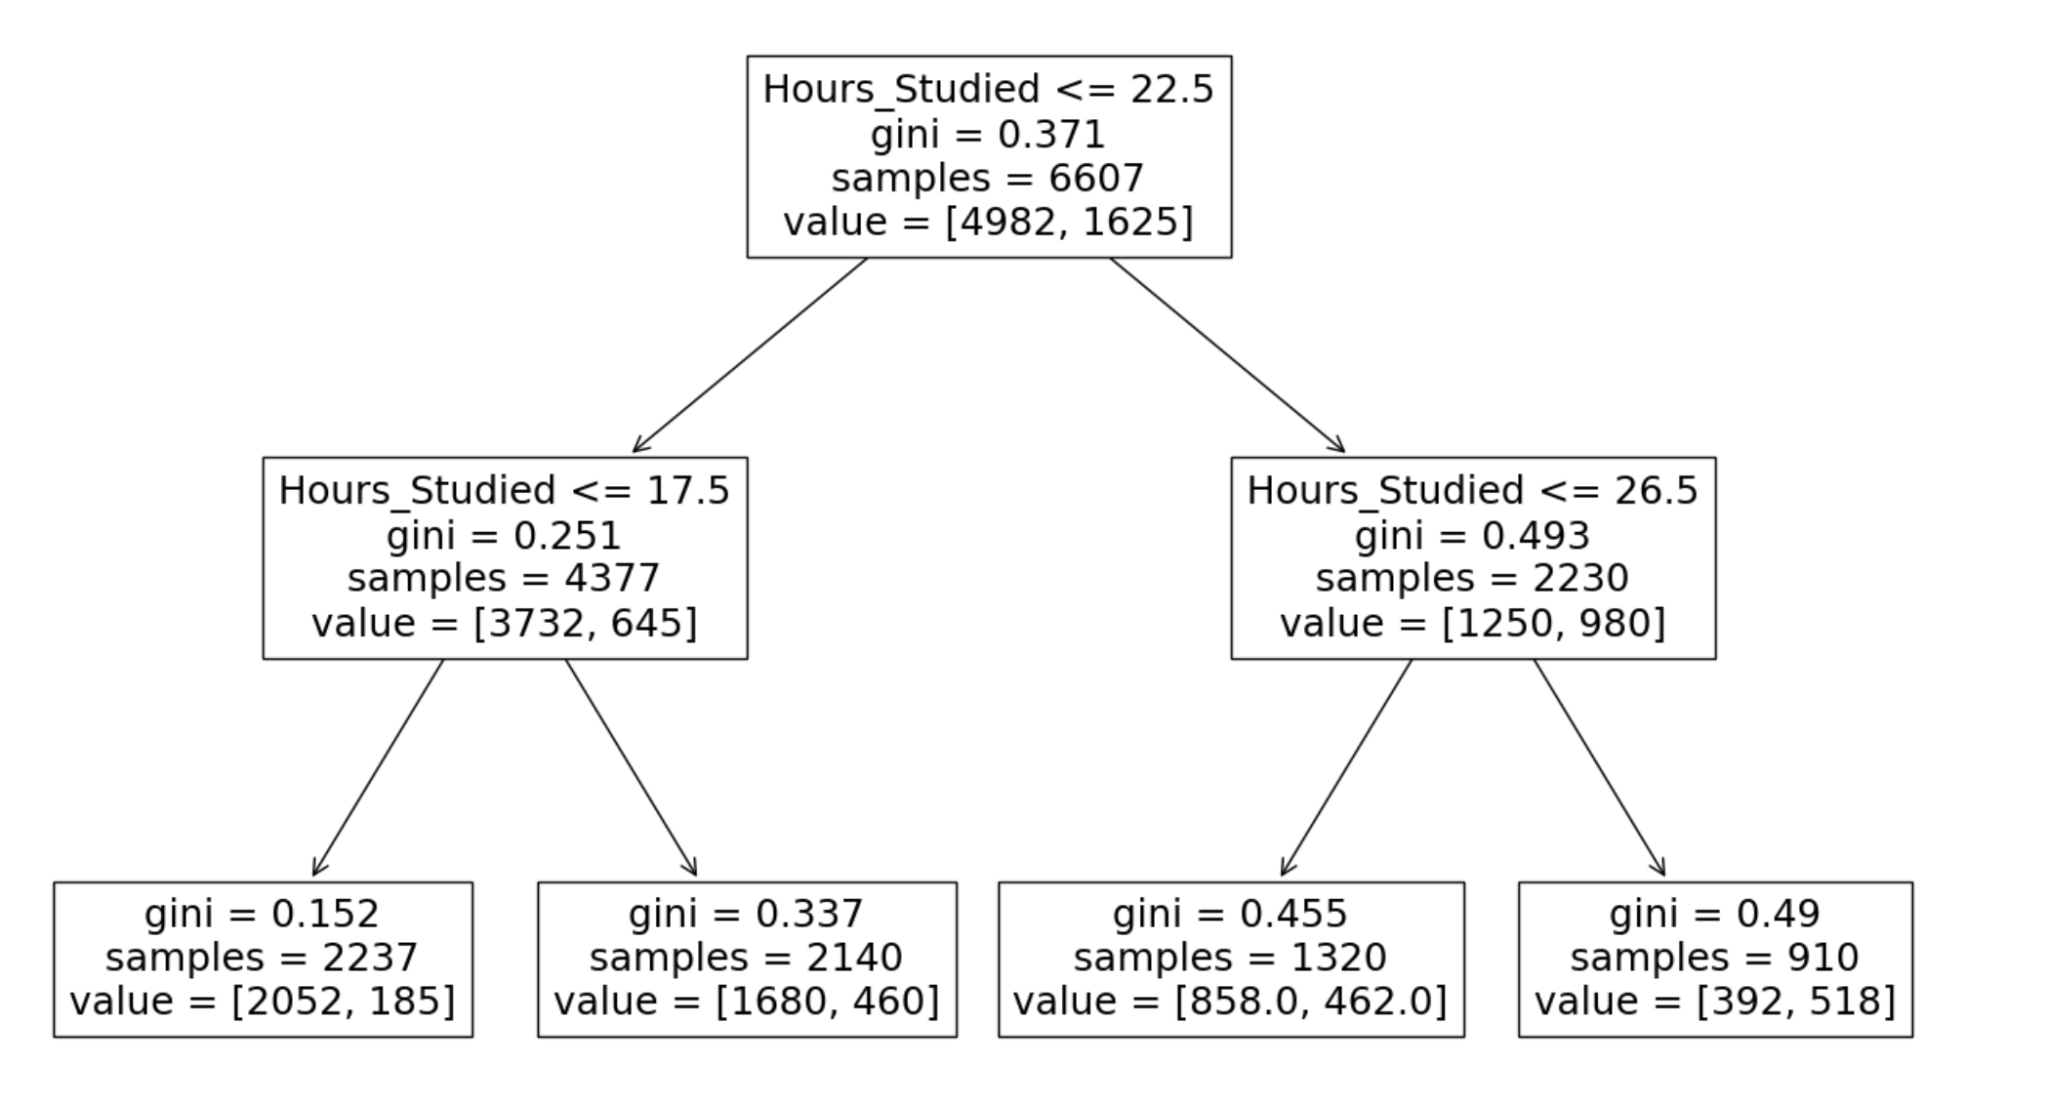 Hours_Studied <= 22.5
gini = 0.371
samples = 6607
value = [4982, 1625]
Hours_Studied <= 17.5
gini = 0.251
samples = 4377
value = [3732, 645]
Hours_Studied <= 26.5
gini = 0.493
samples = 2230
value = [1250, 980]
gini = 0.152
samples = 2237
value = [2052, 185]
gini = 0.337
samples = 2140
value = [1680, 460]
gini = 0.455
samples = 1320
value = [858.0, 462.0]
gini = 0.49
samples = 910
value = [392, 518]